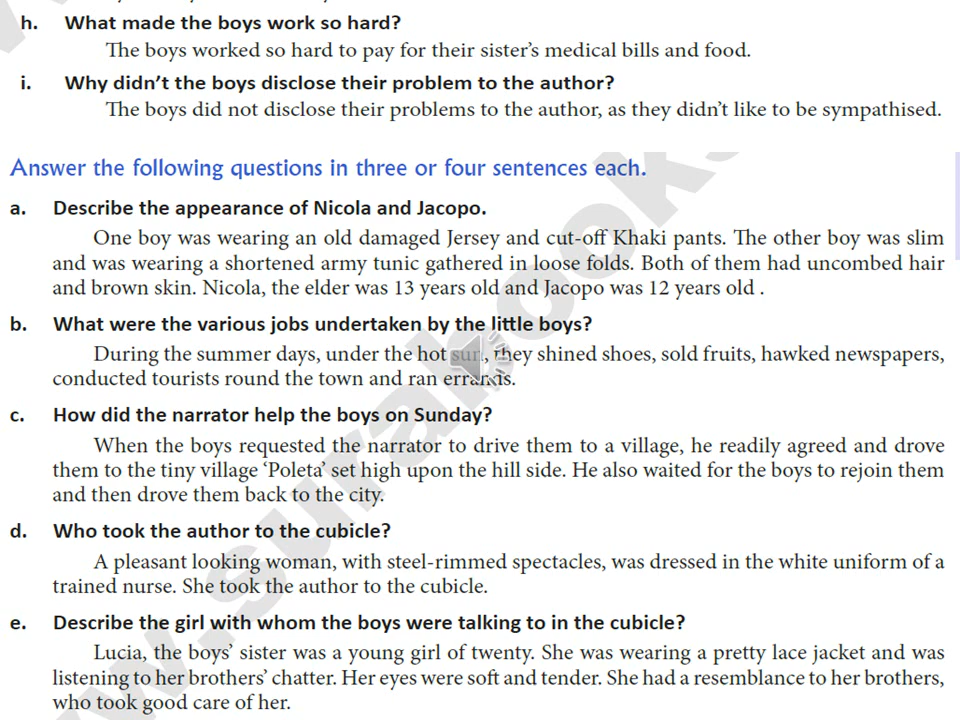 h. What made the boys work so hard?
The boys worked so hard to pay for their sister’s medical bills and food.
i. Why didn’t the boys disclose their problem to the author?
The boys did not disclose their problems to the author, as they didn’t like to be sympathised.
Answer the following questions in three or four sentences each.
a. Describe the appearance of Nicola and Jacopo.
One boy was wearing an old damaged Jersey and cut-off Khaki pants. The other boy was slim
and was wearing a shortened army tunic gathered in loose folds. Both of them had uncombed hair
and brown skin. Nicola, the elder was 13 years old and Jacopo was 12 years old .
b. What were the various jobs undertaken by the little boys?
During the summer days, under the hot sun, they shined shoes, sold fruits, hawked newspapers,
conducted tourists round the town and ran errands.
c. How did the narrator help the boys on Sunday?
When the boys requested the narrator to drive them to a village, he readily agreed and drove
them to the tiny village ‘Poleta’ set high upon the hill side. He also waited for the boys to rejoin them
and then drove them back to the city.
d. Who took the author to the cubicle?
A pleasant looking woman, with steel-rimmed spectacles, was dressed in the white uniform of a
trained nurse. She took the author to the cubicle.
e. Describe the girl with whom the boys were talking to in the cubicle?
Lucia, the boys’ sister was a young girl of twenty. She was wearing a pretty lace jacket and was
listening to her brothers’ chatter. Her eyes were soft and tender. She had a resemblance to her brothers,
who took good care of her.